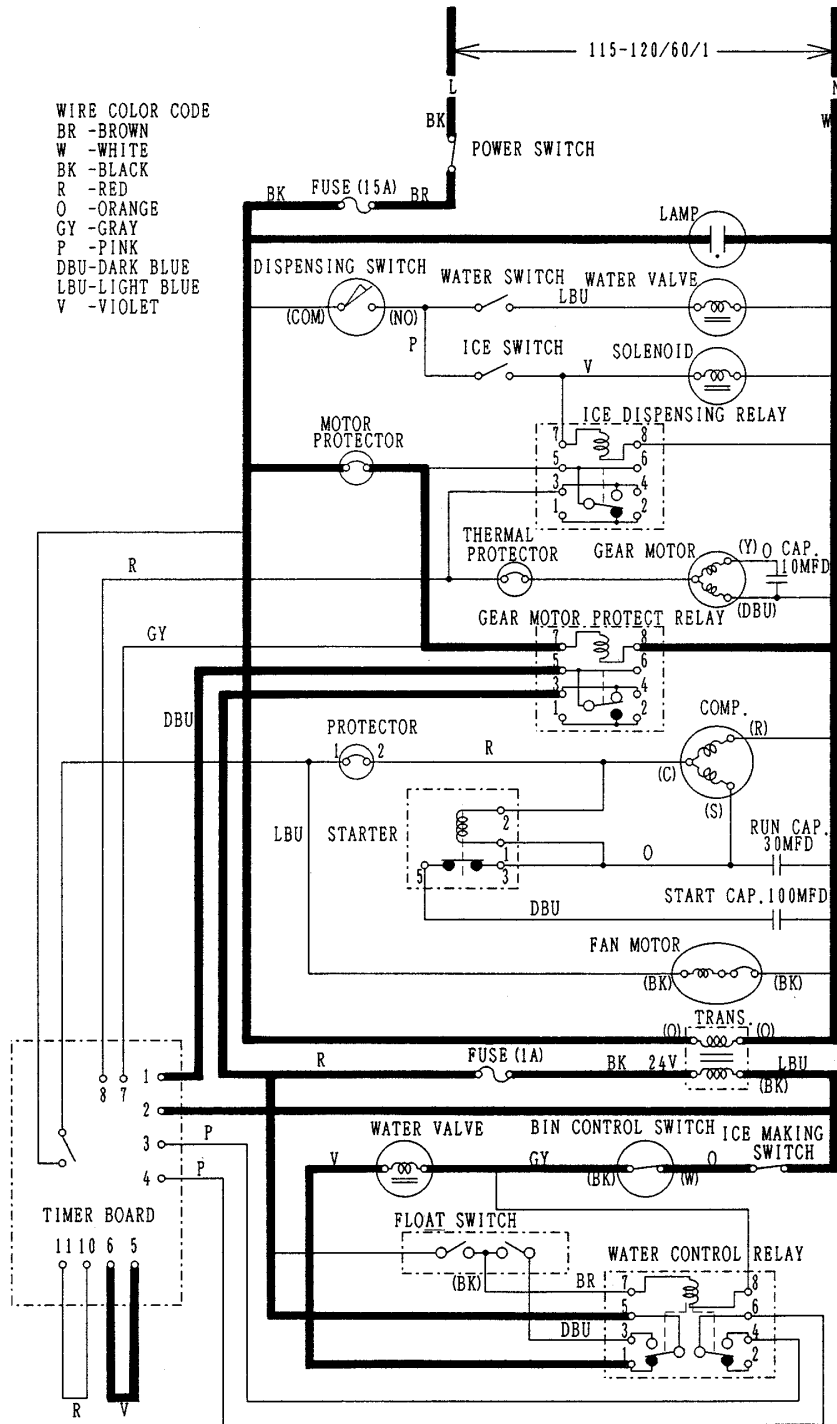 115-120/60/1
L
N
BK
W
WIRE COLOR CODE
BR -BROWN
W -WHITE
BK -BLACK
R -RED
O -ORANGE
GY -GRAY
P -PINK
DBU-DARK BLUE
LBU-LIGHT BLUE
V -VIOLET
POWER SWITCH
BK
FUSE(15A)
BR
LAMP
DISPENSING SWITCH
WATER SWITCH
WATER VALVE
LBU
(COM)
(NO)
P
ICE SWITCH
SOLENOID
V
ICE DISPENSING RELAY
MOTOR
PROTECTOR
7 8
5 6
3 4
1 2
THERMAL
PROTECTOR
GEAR MOTOR
(Y) O CAP.
10MFD
R
(DBU)
GEAR MOTOR PROTECT RELAY
GY
7 8
5 6
3 4
1 2
DBU
PROTECTOR
1 2
R
COMP.
(R)
(C)
(S)
LBU
STARTER
2
1
5 3
O
RUN CAP.
30MFD
DBU
START CAP.100MFD
FAN MOTOR
(BK) (BK)
TRANS.
(O) (O)
R
FUSE(1A)
BK 24V
LBU
(BK)
8 7
1
2
3 P
4 P
WATER VALVE
BIN CONTROL SWITCH
ICE MAKING
SWITCH
V
GY
(BK) (W)
O
TIMER BOARD
11 10 6 5
FLOAT SWITCH
(BK)
WATER CONTROL RELAY
BR
DBU
7 8
5 6
3 4
1 2
R V